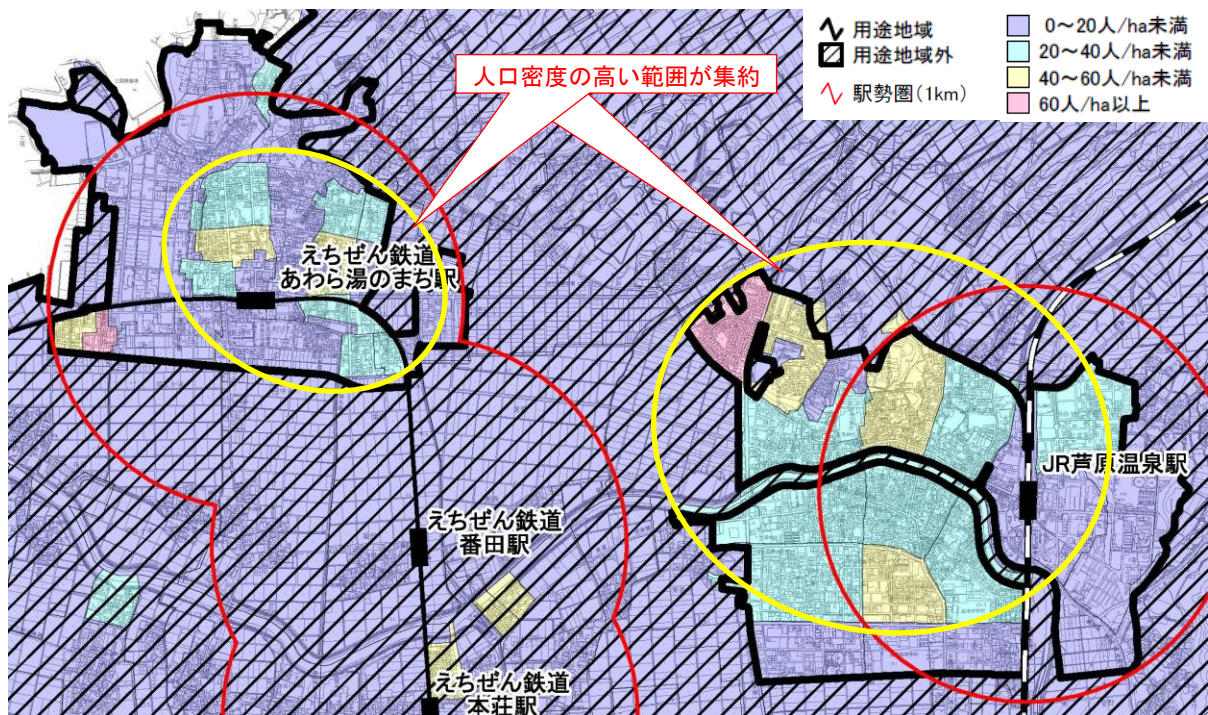 人口密度の高い範囲が集約
用途地域
用途地域外
駅勢圏(1km)
0～20人/ha未満
20～40人/ha未満
40～60人/ha未満
60人/ha以上
えちぜん鉄道
あわら湯のまち駅
JR芦原温泉駅
えちぜん鉄道
番田駅
えちぜん鉄道
本荘駅